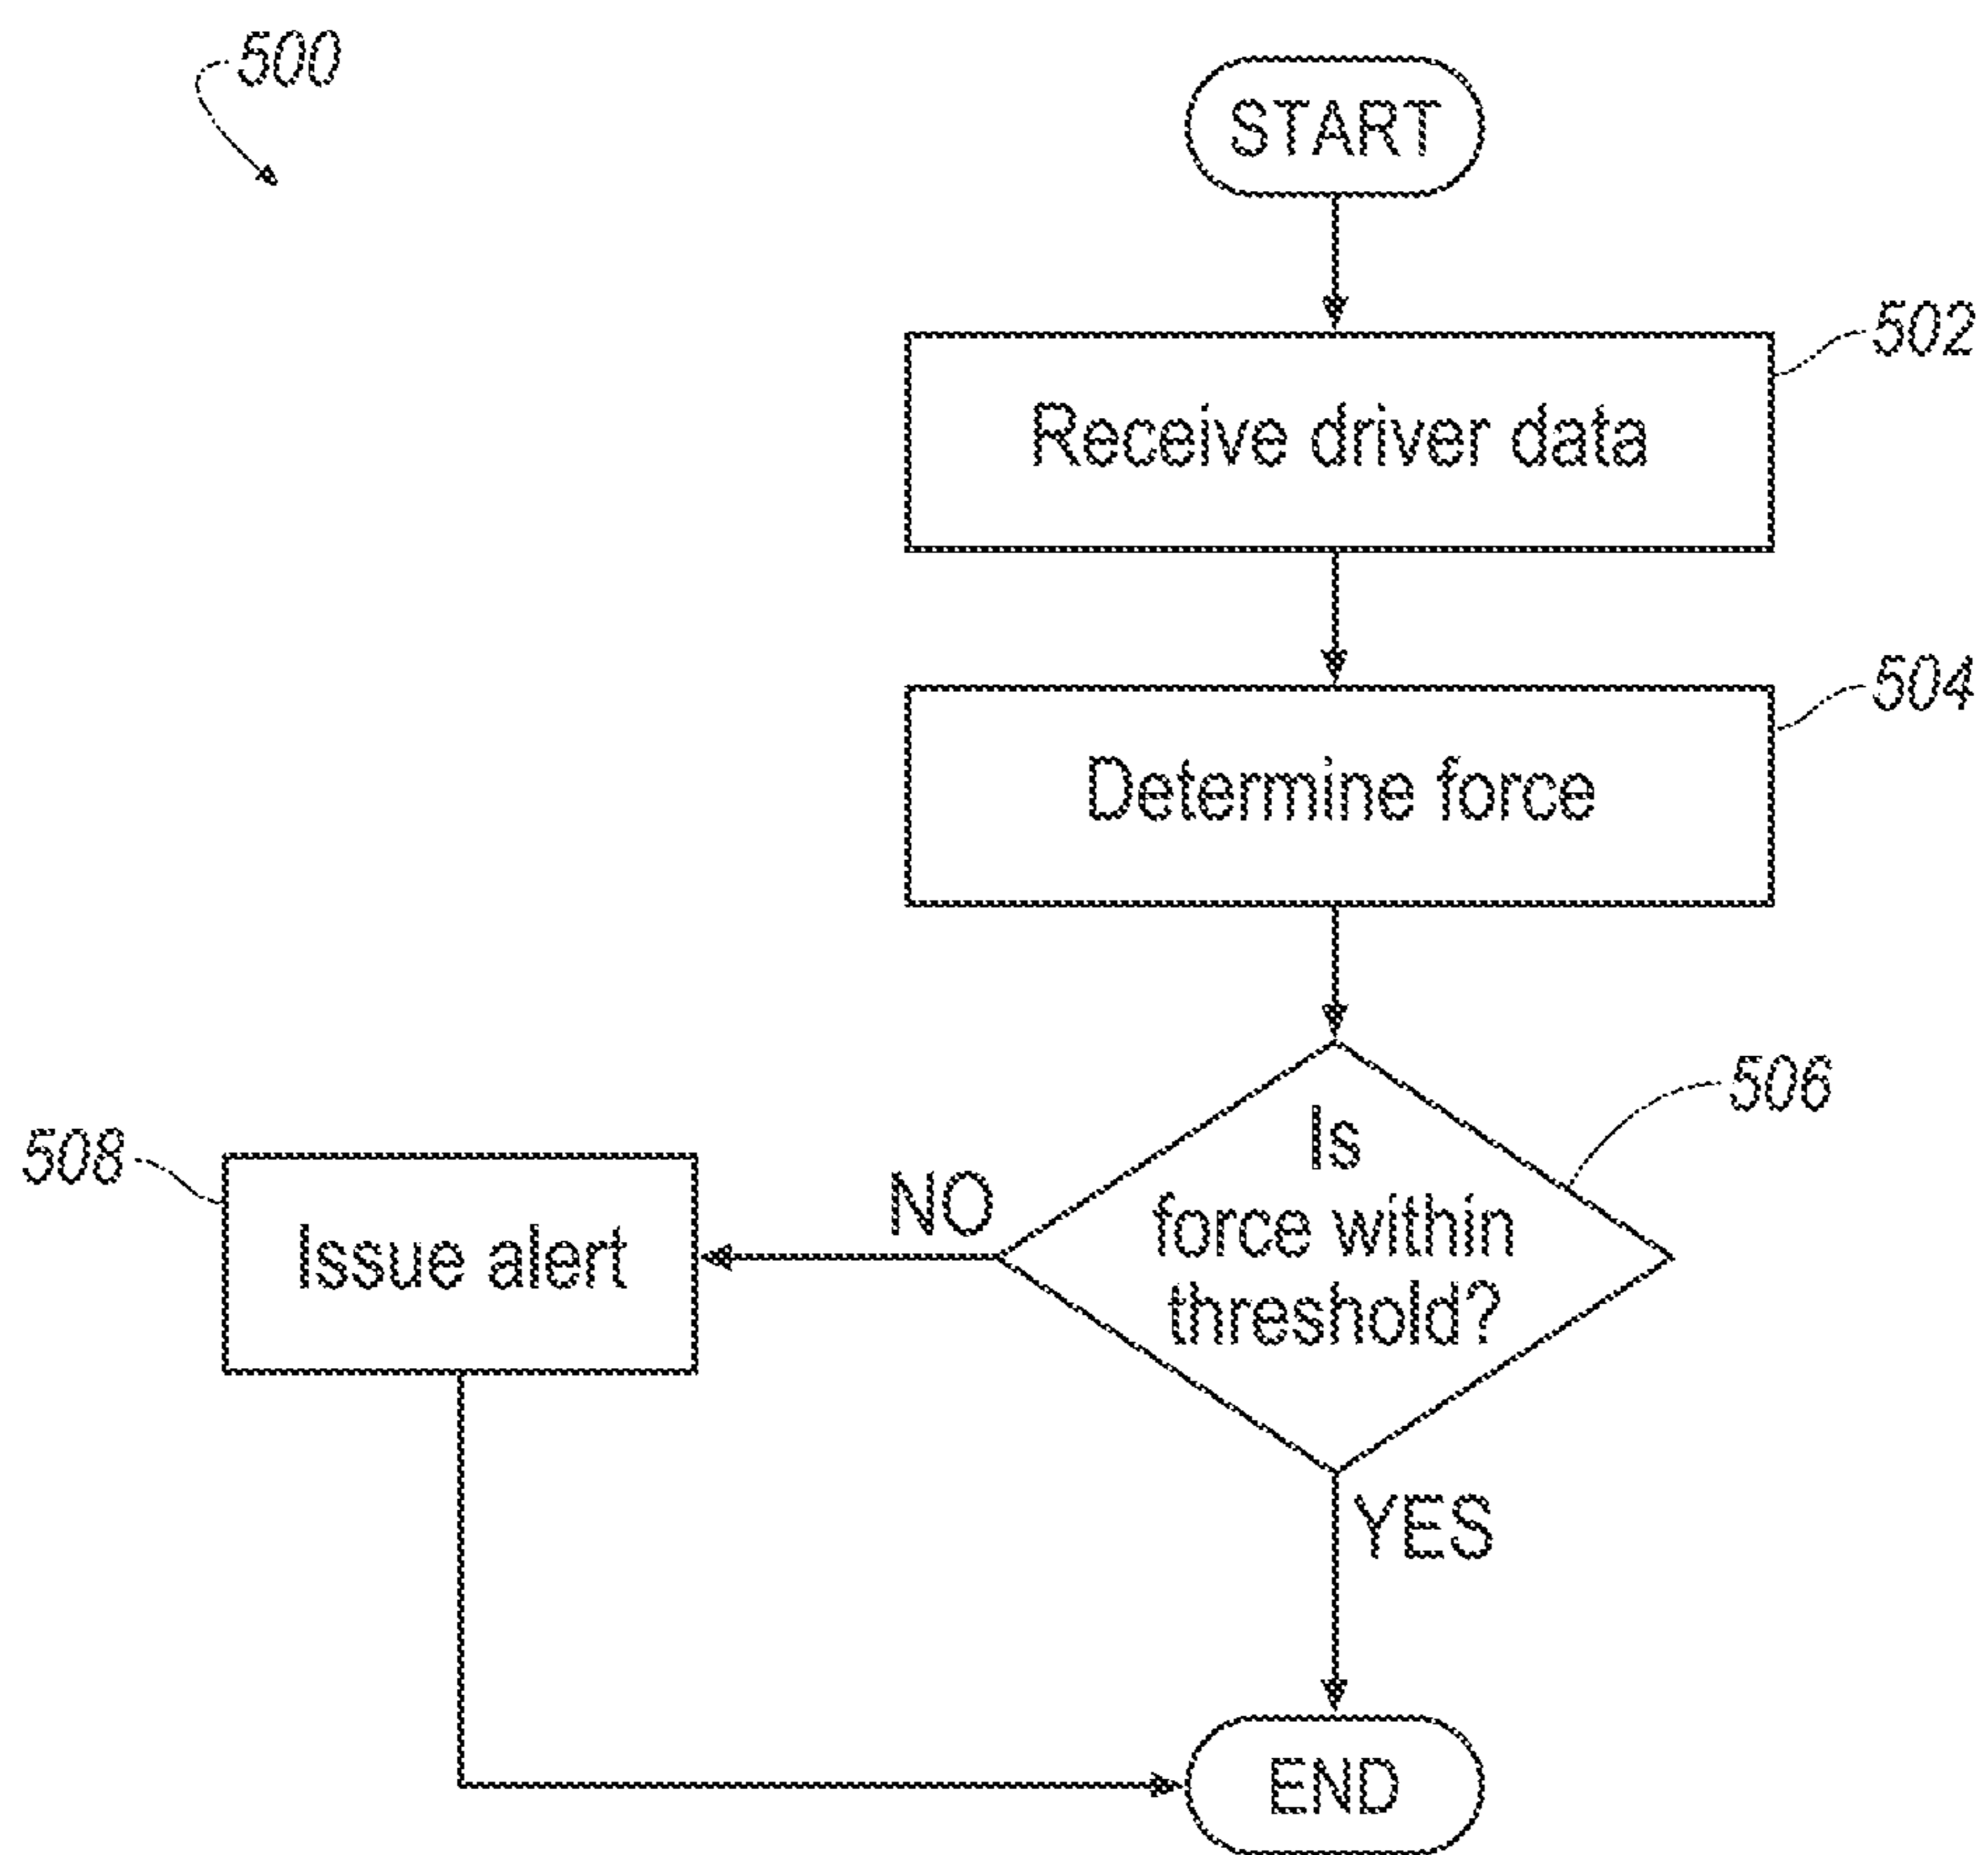 500
START
502
Receive driver data
504
Determine force
506
Is
force within
threshold?
NO
508
Issue alert
YES
END